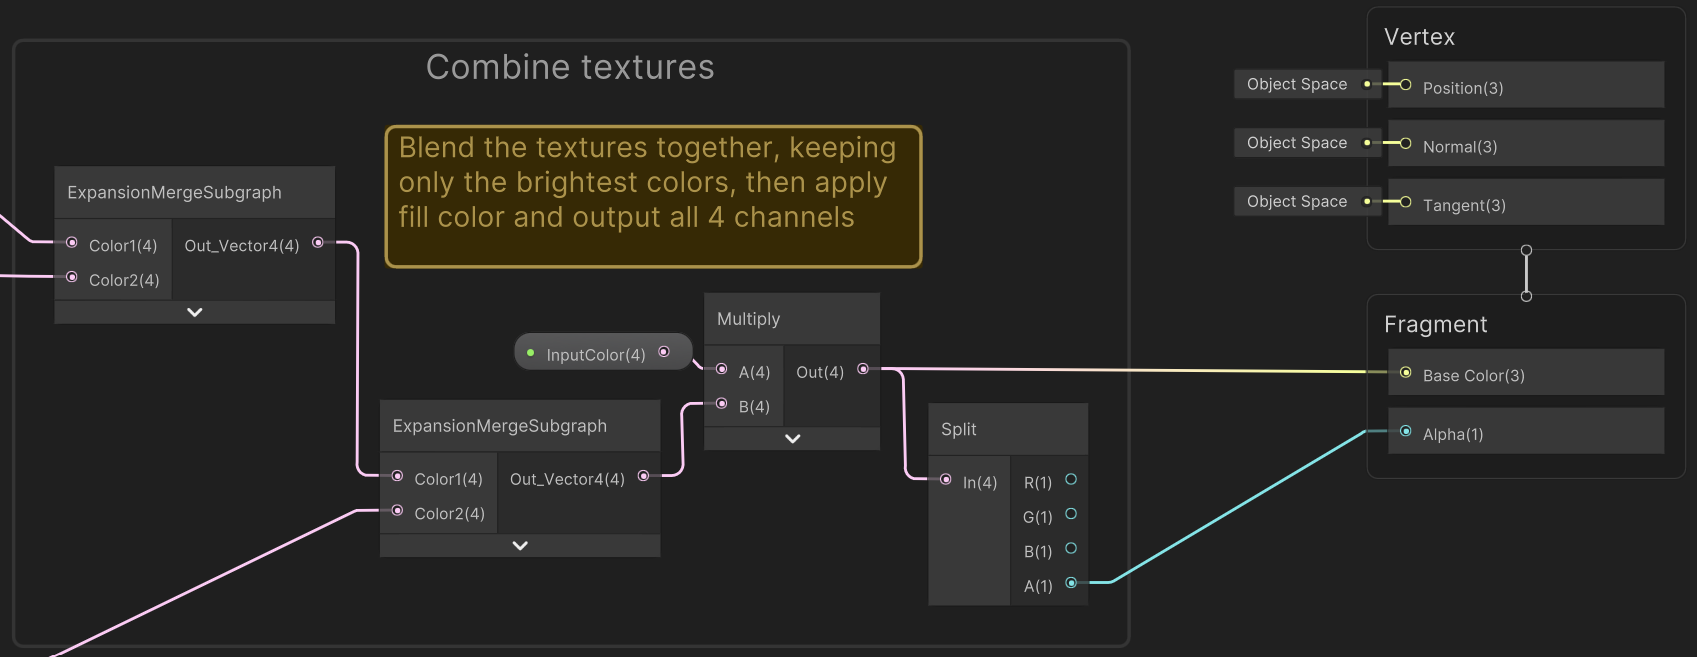 Combine textures
Blend the textures together, keeping
only the brightest colors, then apply
fill color and output all 4 channels
ExpansionMergeSubgraph
Color1(4)
Out_Vector4(4)
Color2(4)
InputColor(4)
Multiply
A(4)
Out(4)
B(4)
ExpansionMergeSubgraph
Color1(4)
Out_Vector4(4)
Color2(4)
Split
In(4)
R(1)
G(1)
B(1)
A(1)
Vertex
Object Space
Position(3)
Object Space
Normal(3)
Object Space
Tangent(3)
Fragment
Base Color(3)
Alpha(1)